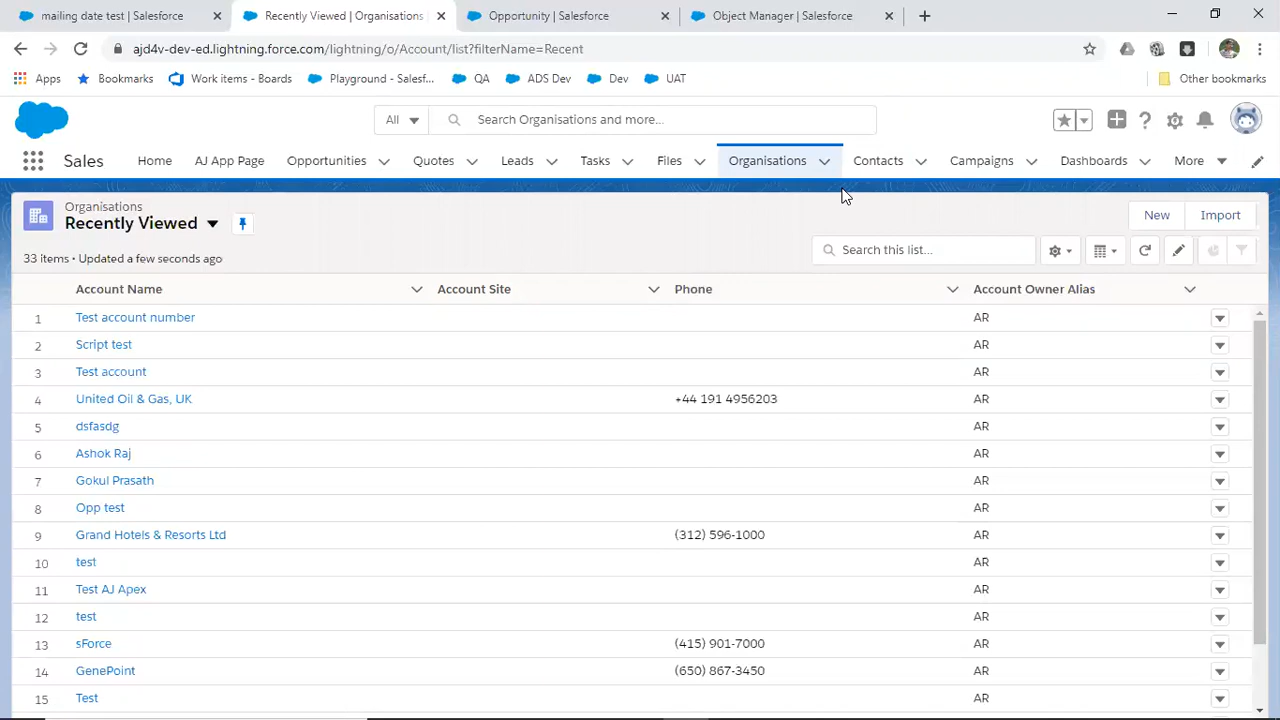 mailing date test | Salesforce
Recently Viewed | Organisations
Opportunity | Salesforce
Object Manager | Salesforce
ajd4v-dev-ed.lightning.force.com/lightning/o/Account/list?filterName=Recent
Apps Bookmarks Work items - Boards Playground - Salesf... QA ADS Dev Dev UAT Other bookmarks
All Search Organisations and more...
Sales Home AJ App Page Opportunities Quotes Leads Tasks Files Organisations Contacts Campaigns Dashboards More
Organisations
Recently Viewed
New Import
33 items • Updated a few seconds ago
Search this list...
Account Name Account Site Phone Account Owner Alias
1 Test account number AR
2 Script test AR
3 Test account AR
4 United Oil & Gas, UK +44 191 4956203 AR
5 dsfasdg AR
6 Ashok Raj AR
7 Gokul Prasath AR
8 Opp test AR
9 Grand Hotels & Resorts Ltd (312) 596-1000 AR
10 test AR
11 Test AJ Apex AR
12 test AR
13 sForce (415) 901-7000 AR
14 GenePoint (650) 867-3450 AR
15 Test AR